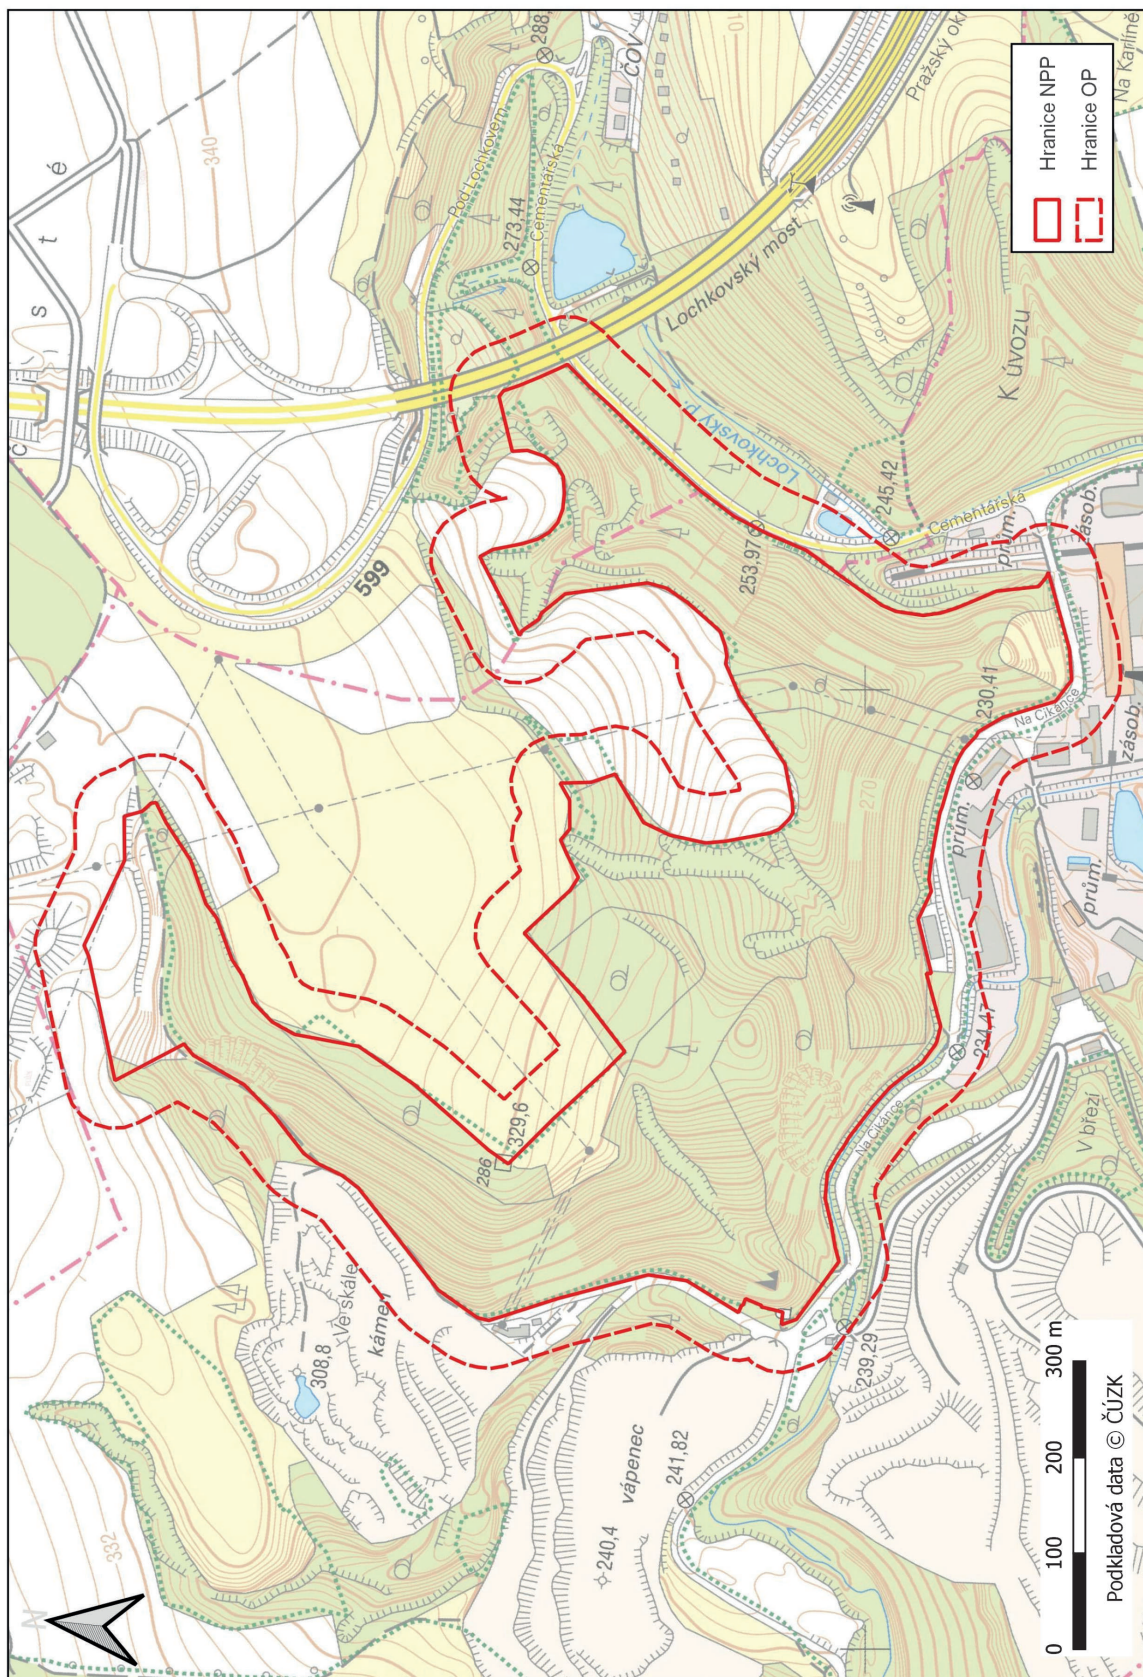 N
332
340
č
i
s
t
é
599
288,
10
ČOV
Pod Lochkovem
Cementářská
273,44
Lochkovský most
Pražský okr
Na Karlíně
Hranice NPP
Hranice OP
K úvozu
Lochkovský p.
245,42
253,97
Cementářská
prům.
zásob.
230,41
Na Cikánce
zásob.
prům.
prům.
270
286
329,6
308,8
Ve skále
kámen
234,47
Na Cikánce
V březí
239,29
vápenec
241,82
240,4
0 100 200 300 m
Podkladová data © ČÚZK